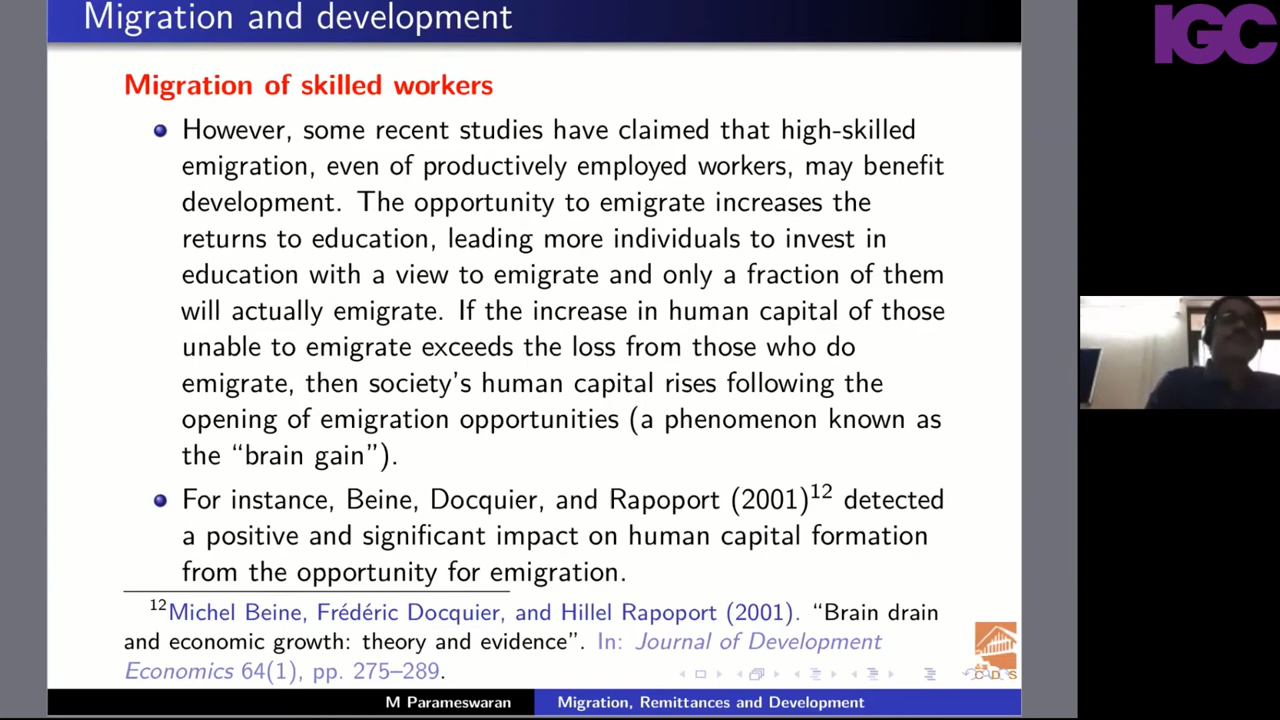 Migration and development
IGC
Migration of skilled workers
However, some recent studies have claimed that high-skilled
emigration, even of productively employed workers, may benefit
development. The opportunity to emigrate increases the
returns to education, leading more individuals to invest in
education with a view to emigrate and only a fraction of them
will actually emigrate. If the increase in human capital of those
unable to emigrate exceeds the loss from those who do
emigrate, then society's human capital rises following the
opening of emigration opportunities (a phenomenon known as
the “brain gain”).
For instance, Beine, Docquier, and Rapoport (2001)12 detected
a positive and significant impact on human capital formation
from the opportunity for emigration.
12Michel Beine, Frédéric Docquier, and Hillel Rapoport (2001). “Brain drain
and economic growth: theory and evidence”. In: Journal of Development
Economics 64(1), pp. 275–289.
M Parameswaran
Migration, Remittances and Development